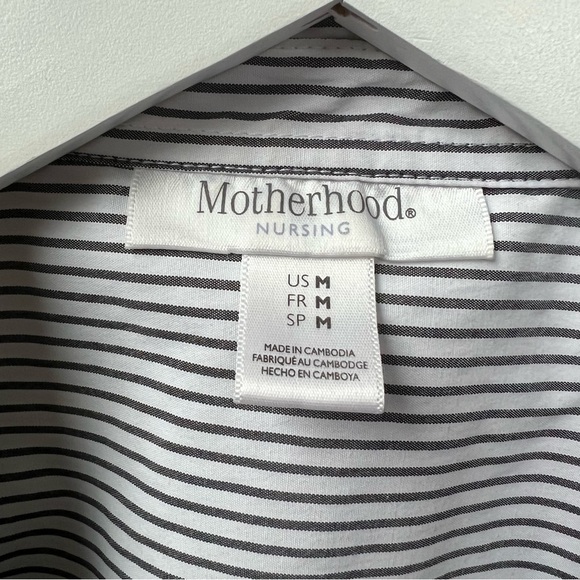 Motherhood®
NURSING
US M
FR M
SP M
MADE IN CAMBODIA
FABRIQUÉ AU CAMBODGE
HECHO EN CAMBOYA